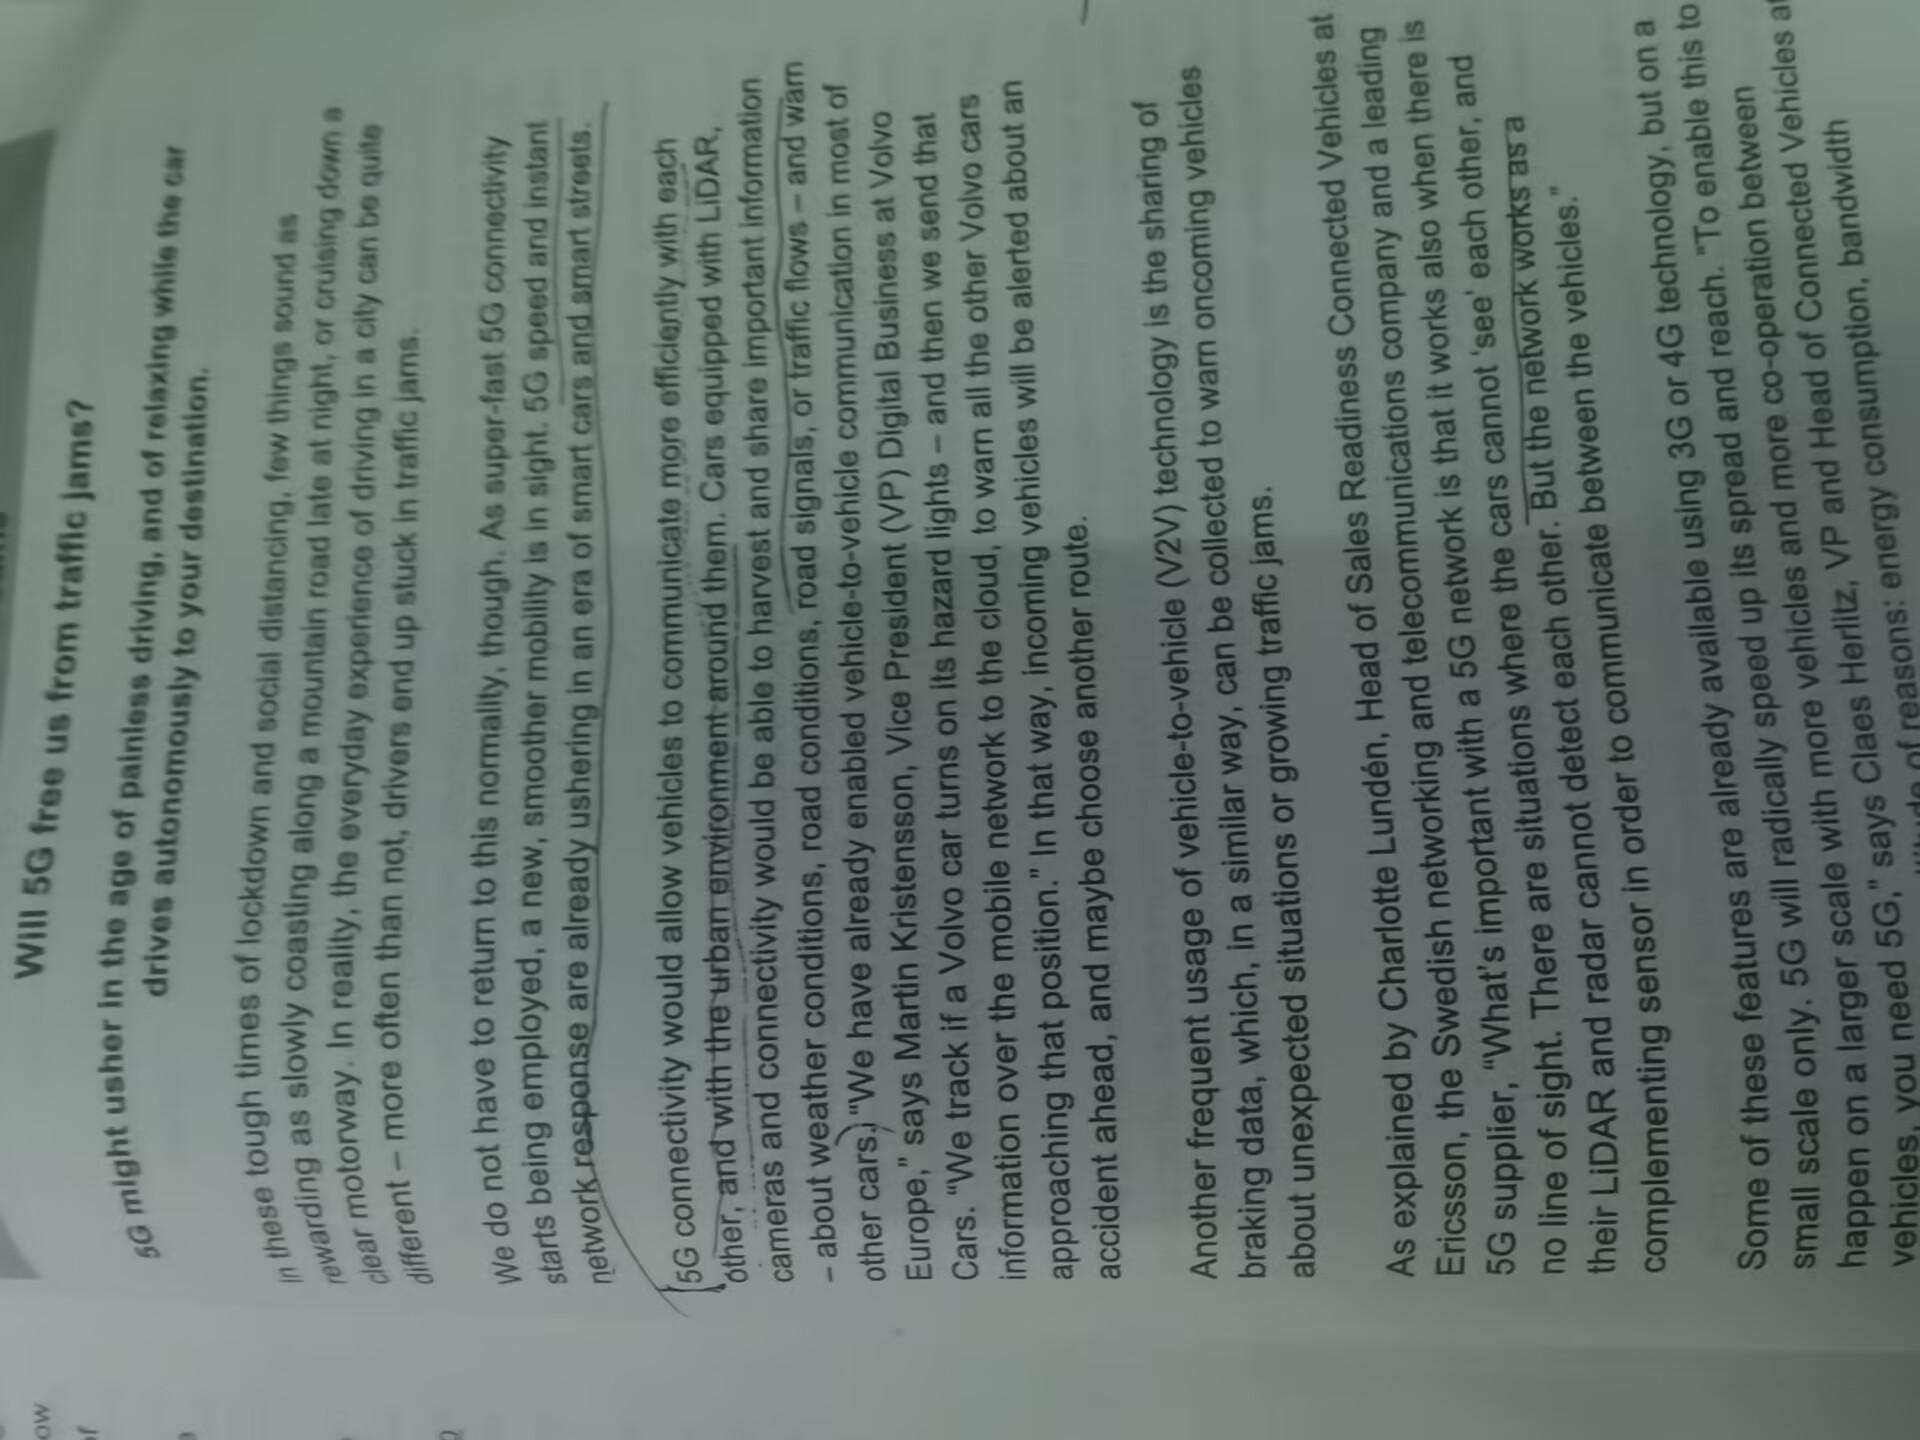 Will 5G free us from traffic jams?
5G might usher in the age of painless driving, and of relaxing while the car
drives autonomously to your destination.
In these tough times of lockdown and social distancing, few things sound as
rewarding as slowly coasting along a mountain road late at night, or cruising down a
clear motorway. In reality, the everyday experience of driving in a city can be quite
different – more often than not, drivers end up stuck in traffic jams.
We do not have to return to this normality, though. As super-fast 5G connectivity
starts being employed, a new, smoother mobility is in sight. 5G speed and instant
network response are already ushering in an era of smart cars and smart streets.
5G connectivity would allow vehicles to communicate more efficiently with each
other, and with the urban environment around them. Cars equipped with LiDAR,
cameras and connectivity would be able to harvest and share important information
– about weather conditions, road conditions, road signals, or traffic flows – and warn
other cars. "We have already enabled vehicle-to-vehicle communication in most of
Europe," says Martin Kristensson, Vice President (VP) Digital Business at Volvo
Cars. "We track if a Volvo car turns on its hazard lights – and then we send that
information over the mobile network to the cloud, to warn all the other Volvo cars
approaching that position." In that way, incoming vehicles will be alerted about an
accident ahead, and maybe choose another route.
Another frequent usage of vehicle-to-vehicle (V2V) technology is the sharing of
braking data, which, in a similar way, can be collected to warn oncoming vehicles
about unexpected situations or growing traffic jams.
As explained by Charlotte Lundén, Head of Sales Readiness Connected Vehicles at
Ericsson, the Swedish networking and telecommunications company and a leading
5G supplier, "What's important with a 5G network is that it works also when there is
no line of sight. There are situations where the cars cannot 'see' each other, and
their LiDAR and radar cannot detect each other. But the network works as a
complementing sensor in order to communicate between the vehicles."
Some of these features are already available using 3G or 4G technology, but on a
small scale only. 5G will radically speed up its spread and reach. "To enable this to
happen on a larger scale with more vehicles and more co-operation between
vehicles, you need 5G," says Claes Herlitz, VP and Head of Connected Vehicles at
of reasons: energy consumption, bandwidth
ow